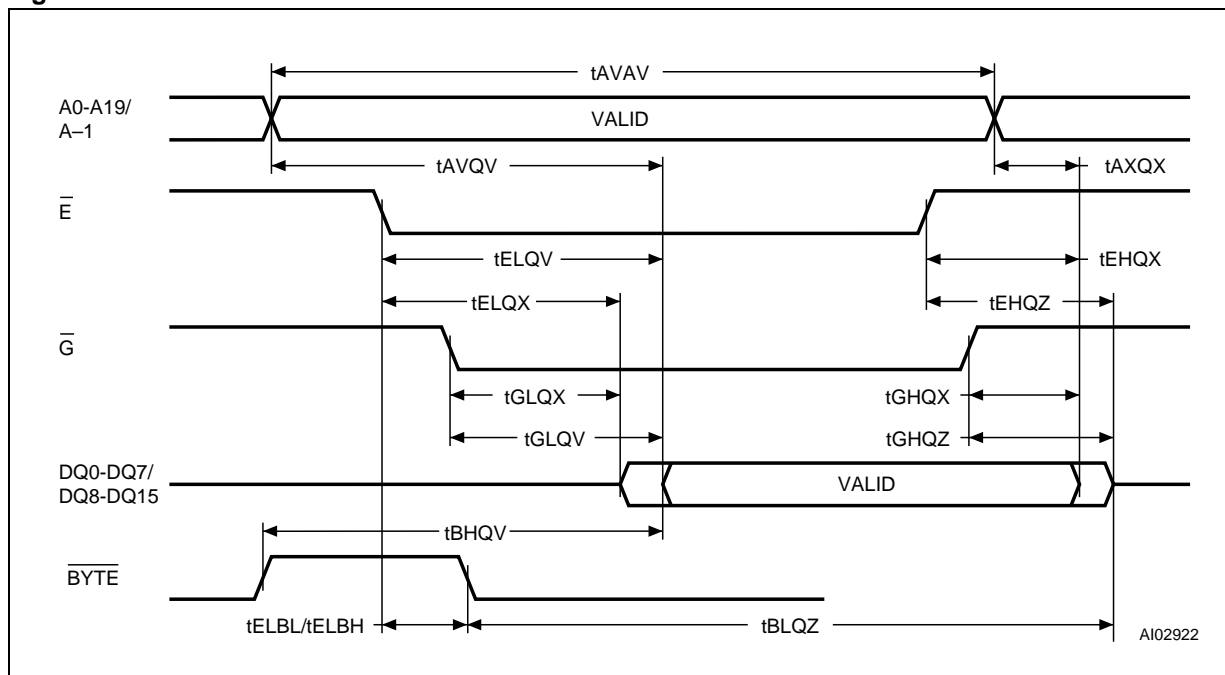 tAVAV
A0-A19/
A–1
VALID
tAVQV
tAXQX
E
tELQV
tEHQX
tELQX
tEHQZ
G
tGLQX
tGHQX
tGLQV
tGHQZ
DQ0-DQ7/
DQ8-DQ15
VALID
tBHQV
BYTE
tELBL/tELBH
tBLQZ
AI02922